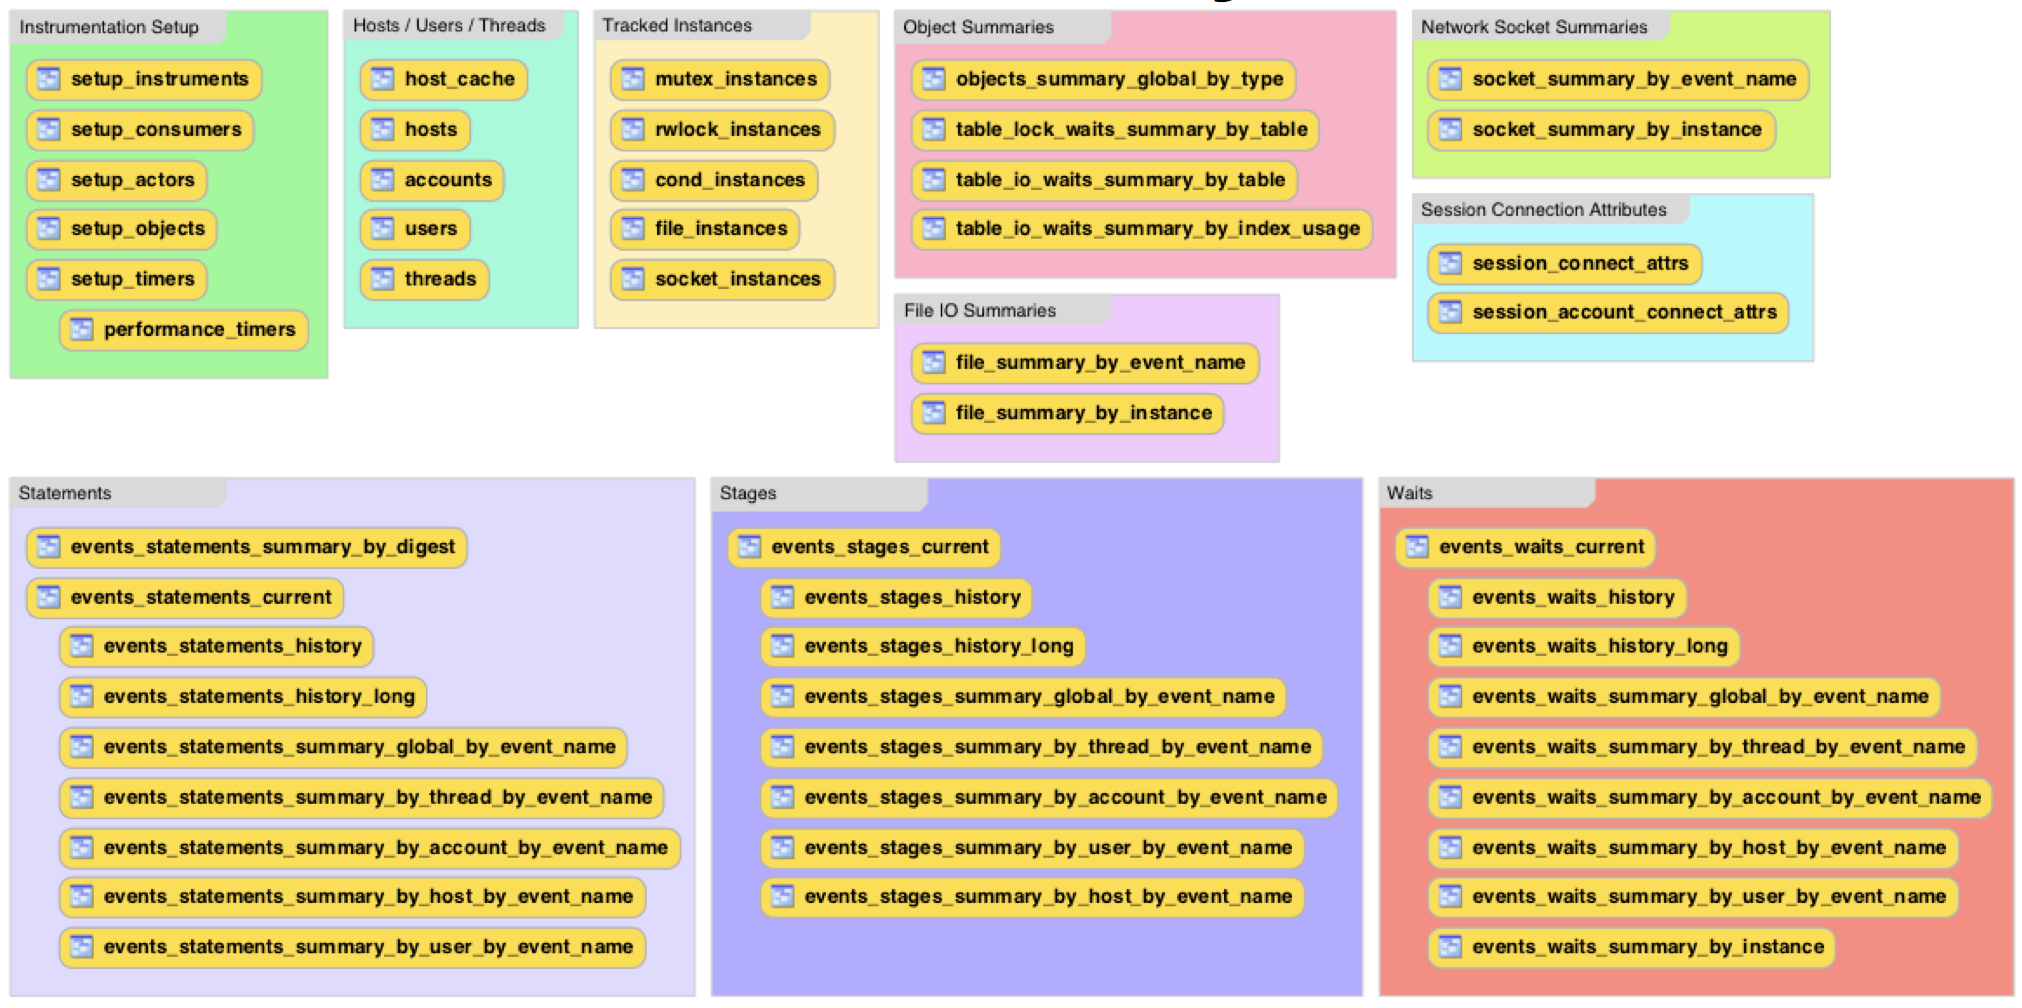 Instrumentation Setup
setup_instruments
setup_consumers
setup_actors
setup_objects
setup_timers
performance_timers
Hosts / Users / Threads
host_cache
hosts
accounts
users
threads
Tracked Instances
mutex_instances
rwlock_instances
cond_instances
file_instances
socket_instances
Object Summaries
objects_summary_global_by_type
table_lock_waits_summary_by_table
table_io_waits_summary_by_table
table_io_waits_summary_by_index_usage
File IO Summaries
file_summary_by_event_name
file_summary_by_instance
Network Socket Summaries
socket_summary_by_event_name
socket_summary_by_instance
Session Connection Attributes
session_connect_attrs
session_account_connect_attrs
Statements
events_statements_summary_by_digest
events_statements_current
events_statements_history
events_statements_history_long
events_statements_summary_global_by_event_name
events_statements_summary_by_thread_by_event_name
events_statements_summary_by_account_by_event_name
events_statements_summary_by_host_by_event_name
events_statements_summary_by_user_by_event_name
Stages
events_stages_current
events_stages_history
events_stages_history_long
events_stages_summary_global_by_event_name
events_stages_summary_by_thread_by_event_name
events_stages_summary_by_account_by_event_name
events_stages_summary_by_user_by_event_name
events_stages_summary_by_host_by_event_name
Waits
events_waits_current
events_waits_history
events_waits_history_long
events_waits_summary_global_by_event_name
events_waits_summary_by_thread_by_event_name
events_waits_summary_by_account_by_event_name
events_waits_summary_by_host_by_event_name
events_waits_summary_by_user_by_event_name
events_waits_summary_by_instance